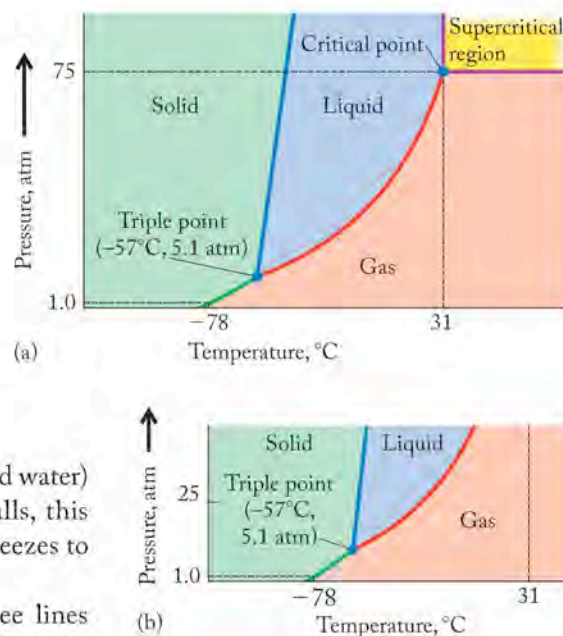 Supercritical
region
Critical point
75
Solid
Liquid
Pressure, atm
Triple point
(−57°C, 5.1 atm)
Gas
1.0
−78
31
(a)
Temperature, °C
d water)
alls, this
eezes to
ee lines
Solid
Liquid
Pressure, atm
25
Triple point
(−57°C,
5.1 atm)
Gas
1.0
−78
31
(b)
Temperature, °C